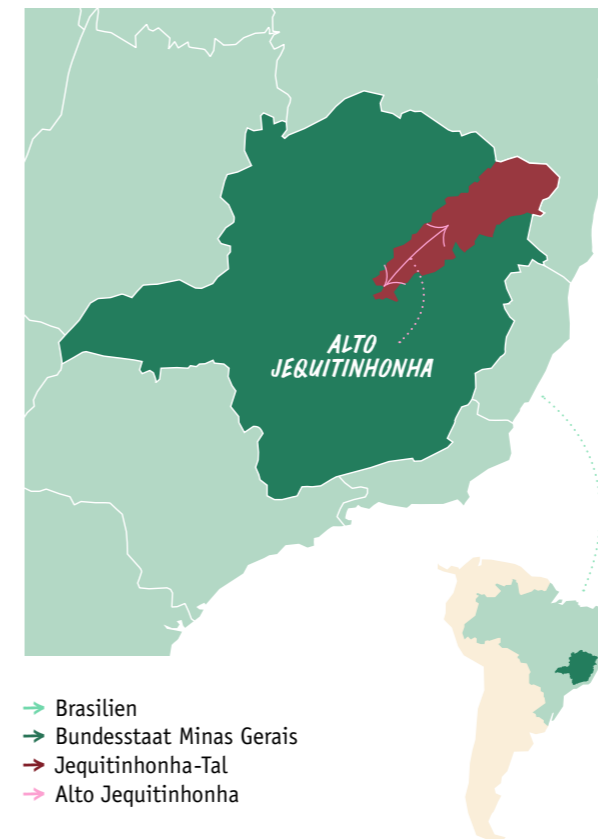 ALTO
JEQUITINHONHA
Brasilien
Bundesstaat Minas Gerais
Jequitinhonha-Tal
Alto Jequitinhonha